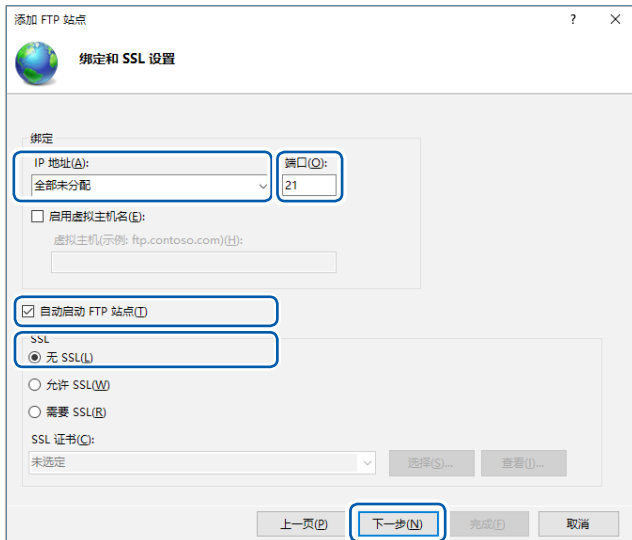 添加 FTP 站点
绑定和 SSL 设置
绑定
IP 地址(A): 端口(O):
全部未分配 21
启用虚拟主机名(E):
虚拟主机(示例: ftp.contoso.com)(H):
自动启动 FTP 站点(T)
SSL
无 SSL(L)
允许 SSL(W)
需要 SSL(R)
SSL 证书(C):
未选定 选择(S)... 查看(I)...
上一页(P) 下一步(N) 完成(F) 取消